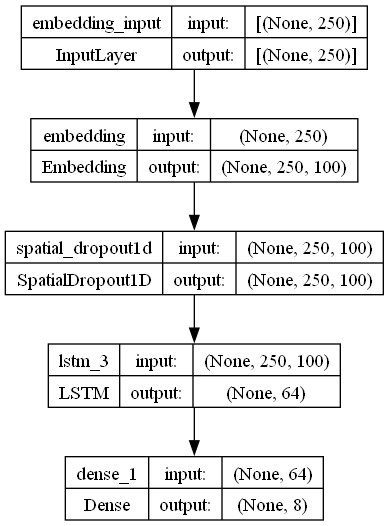 embedding_input input: [(None, 250)]
InputLayer output: [(None, 250)]
embedding input: (None, 250)
Embedding output: (None, 250, 100)
spatial_dropout1d input: (None, 250, 100)
SpatialDropout1D output: (None, 250, 100)
lstm_3 input: (None, 250, 100)
LSTM output: (None, 64)
dense_1 input: (None, 64)
Dense output: (None, 8)